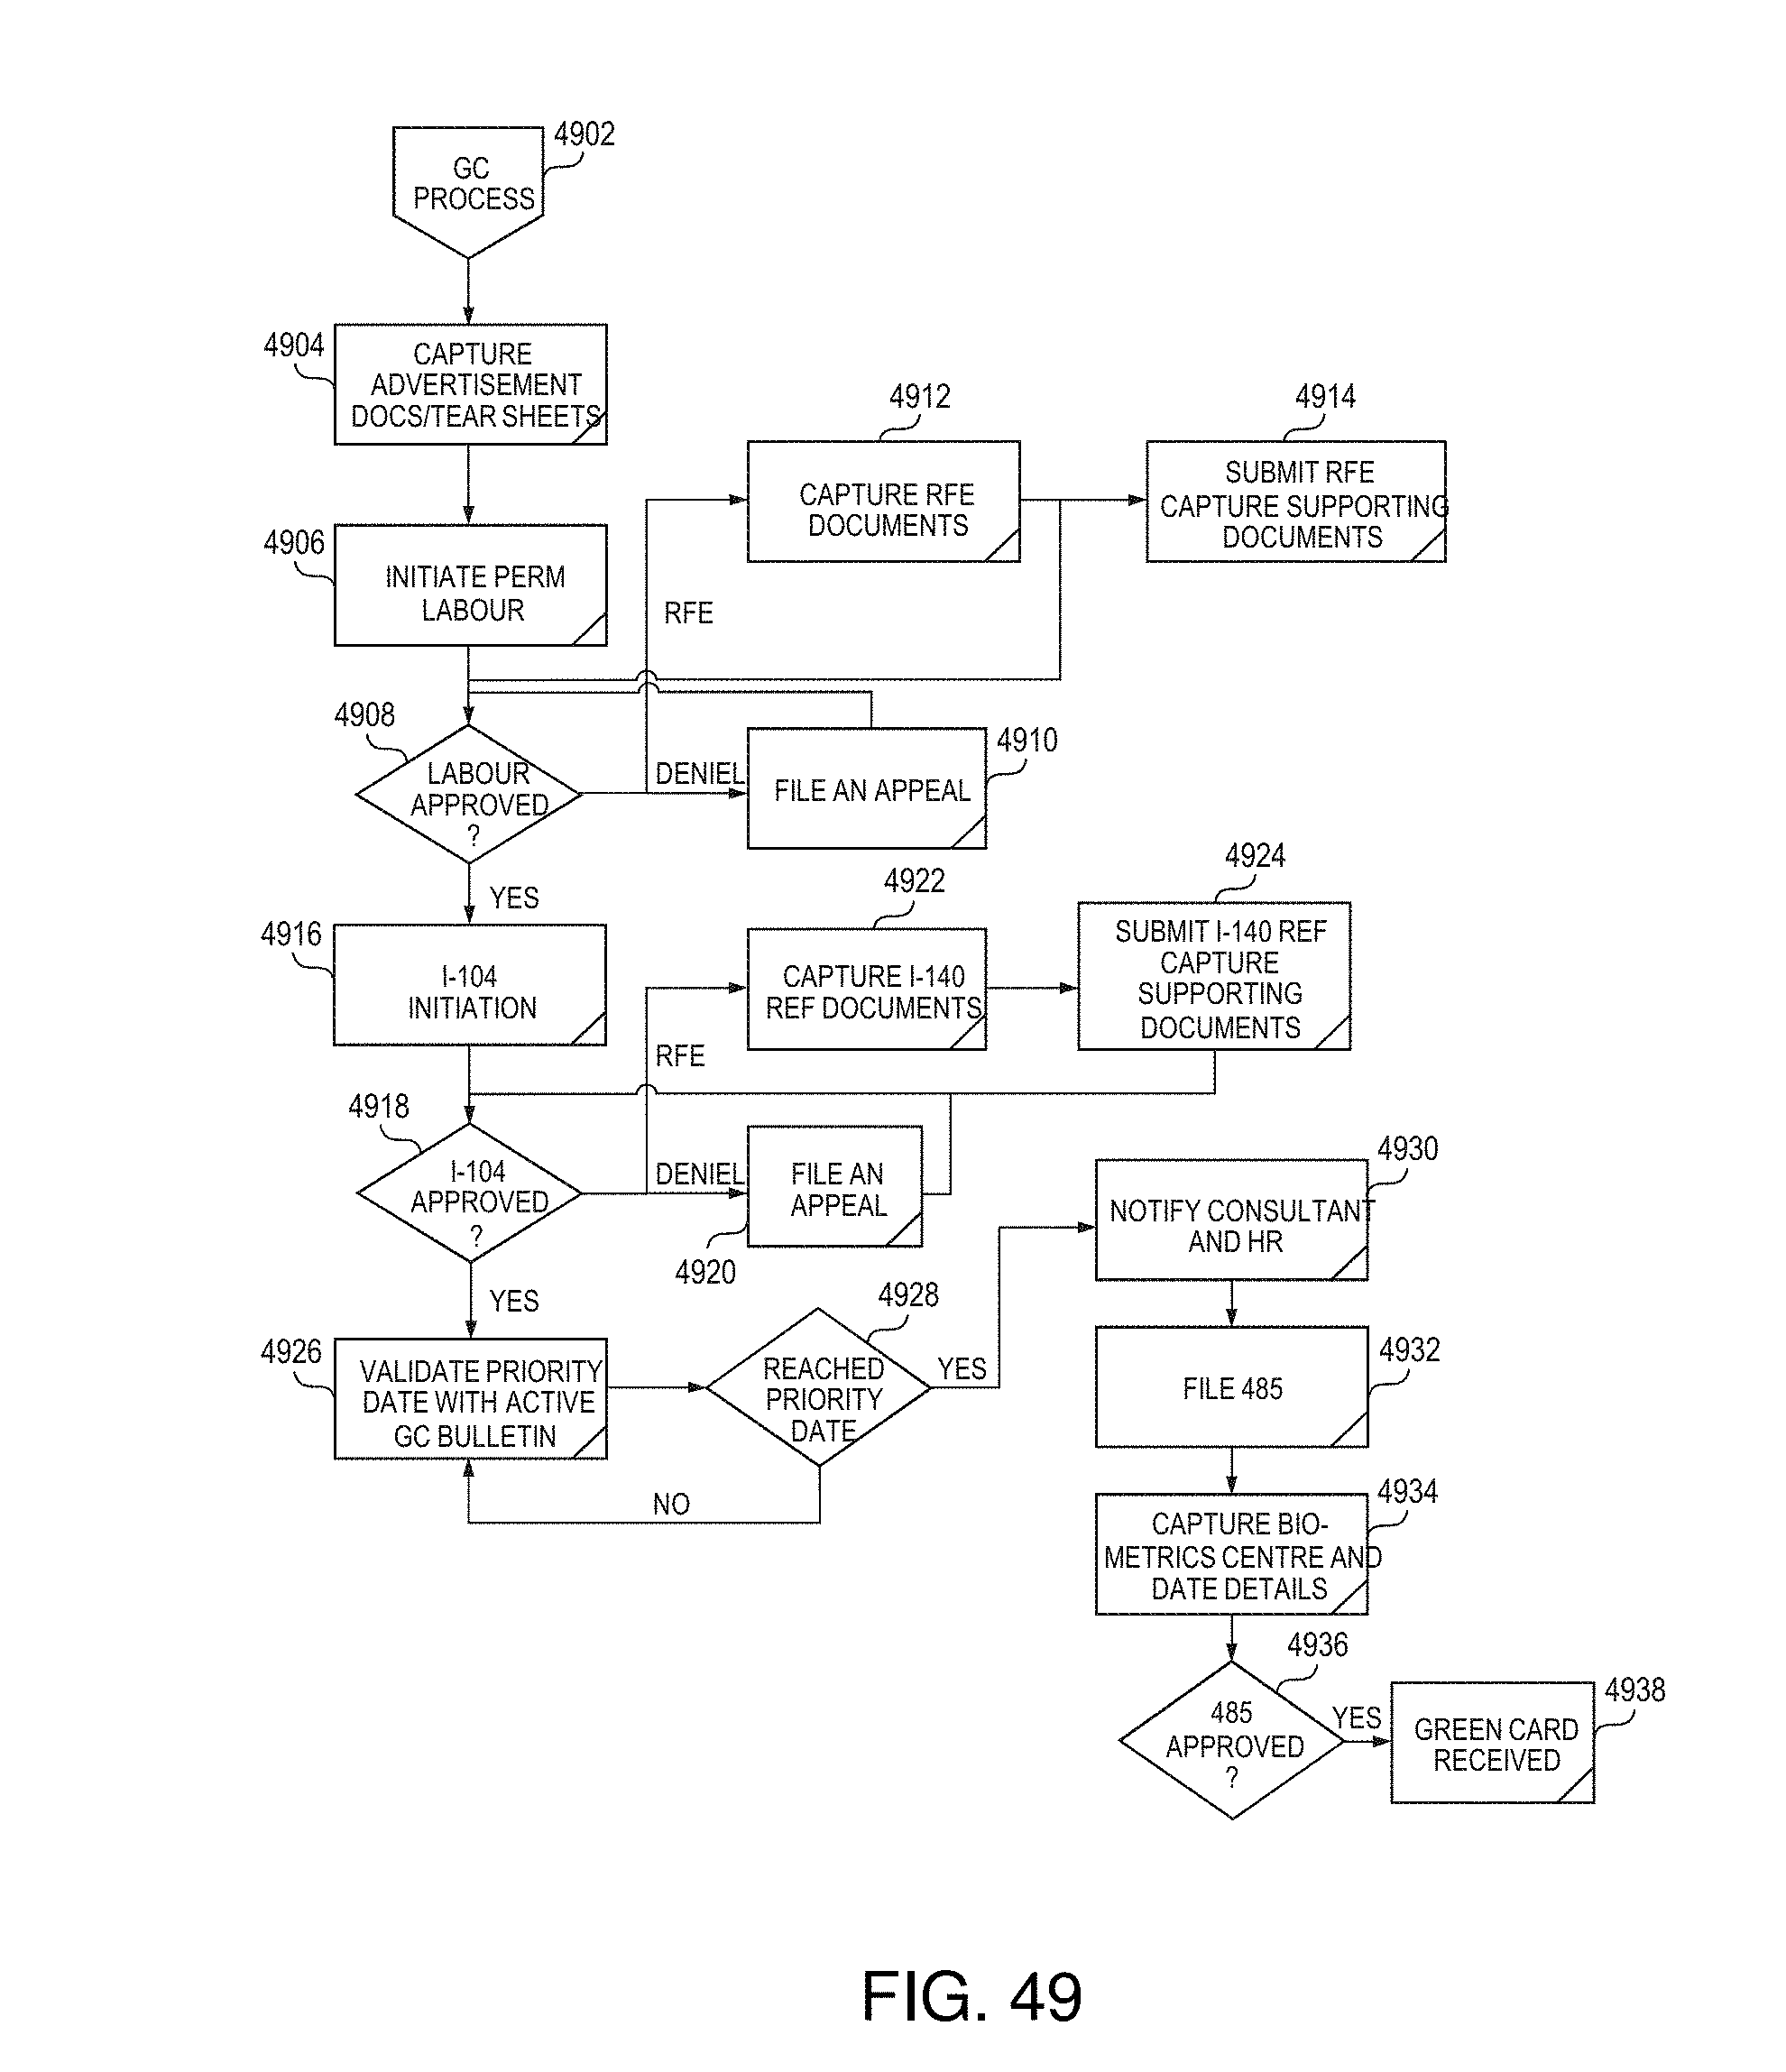 4902
GC
PROCESS
4904
CAPTURE
ADVERTISEMENT
DOCS/TEAR SHEETS
4912
CAPTURE RFE
DOCUMENTS
4914
SUBMIT RFE
CAPTURE SUPPORTING
DOCUMENTS
4906
INITIATE PERM
LABOUR
RFE
4908
LABOUR
APPROVED
?
DENIEL
4910
FILE AN APPEAL
YES
4916
I-104
INITIATION
4922
CAPTURE I-140
REF DOCUMENTS
4924
SUBMIT I-140 REF
CAPTURE
SUPPORTING
DOCUMENTS
RFE
4918
I-104
APPROVED
?
DENIEL
FILE AN
APPEAL
4920
YES
4926
VALIDATE PRIORITY
DATE WITH ACTIVE
GC BULLETIN
4928
REACHED
PRIORITY
DATE
YES
NO
4930
NOTIFY CONSULTANT
AND HR
4932
FILE 485
4934
CAPTURE BIO-
METRICS CENTRE AND
DATE DETAILS
4936
485
APPROVED
?
YES
4938
GREEN CARD
RECEIVED
FIG. 49